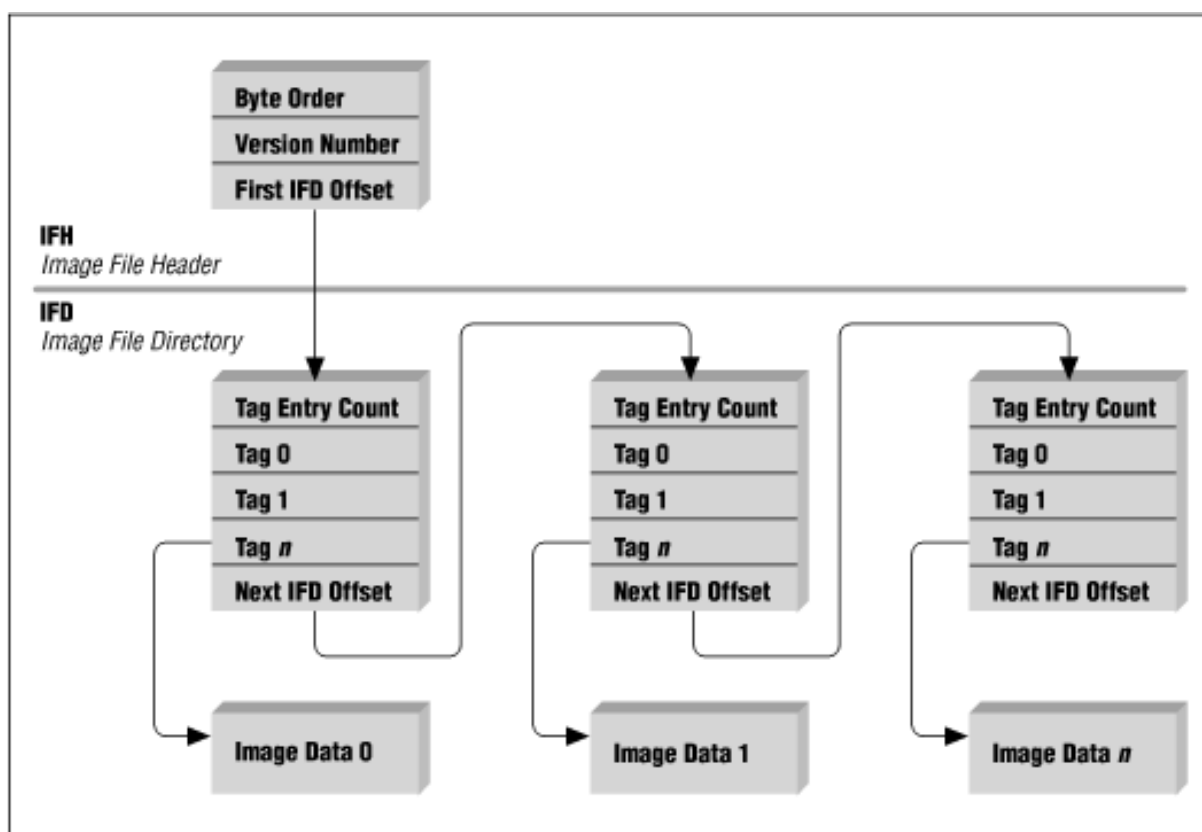 Byte Order
Version Number
First IFD Offset
IFH
Image File Header
IFD
Image File Directory
Tag Entry Count
Tag 0
Tag 1
Tag n
Next IFD Offset
Tag Entry Count
Tag 0
Tag 1
Tag n
Next IFD Offset
Tag Entry Count
Tag 0
Tag 1
Tag n
Next IFD Offset
Image Data 0
Image Data 1
Image Data n